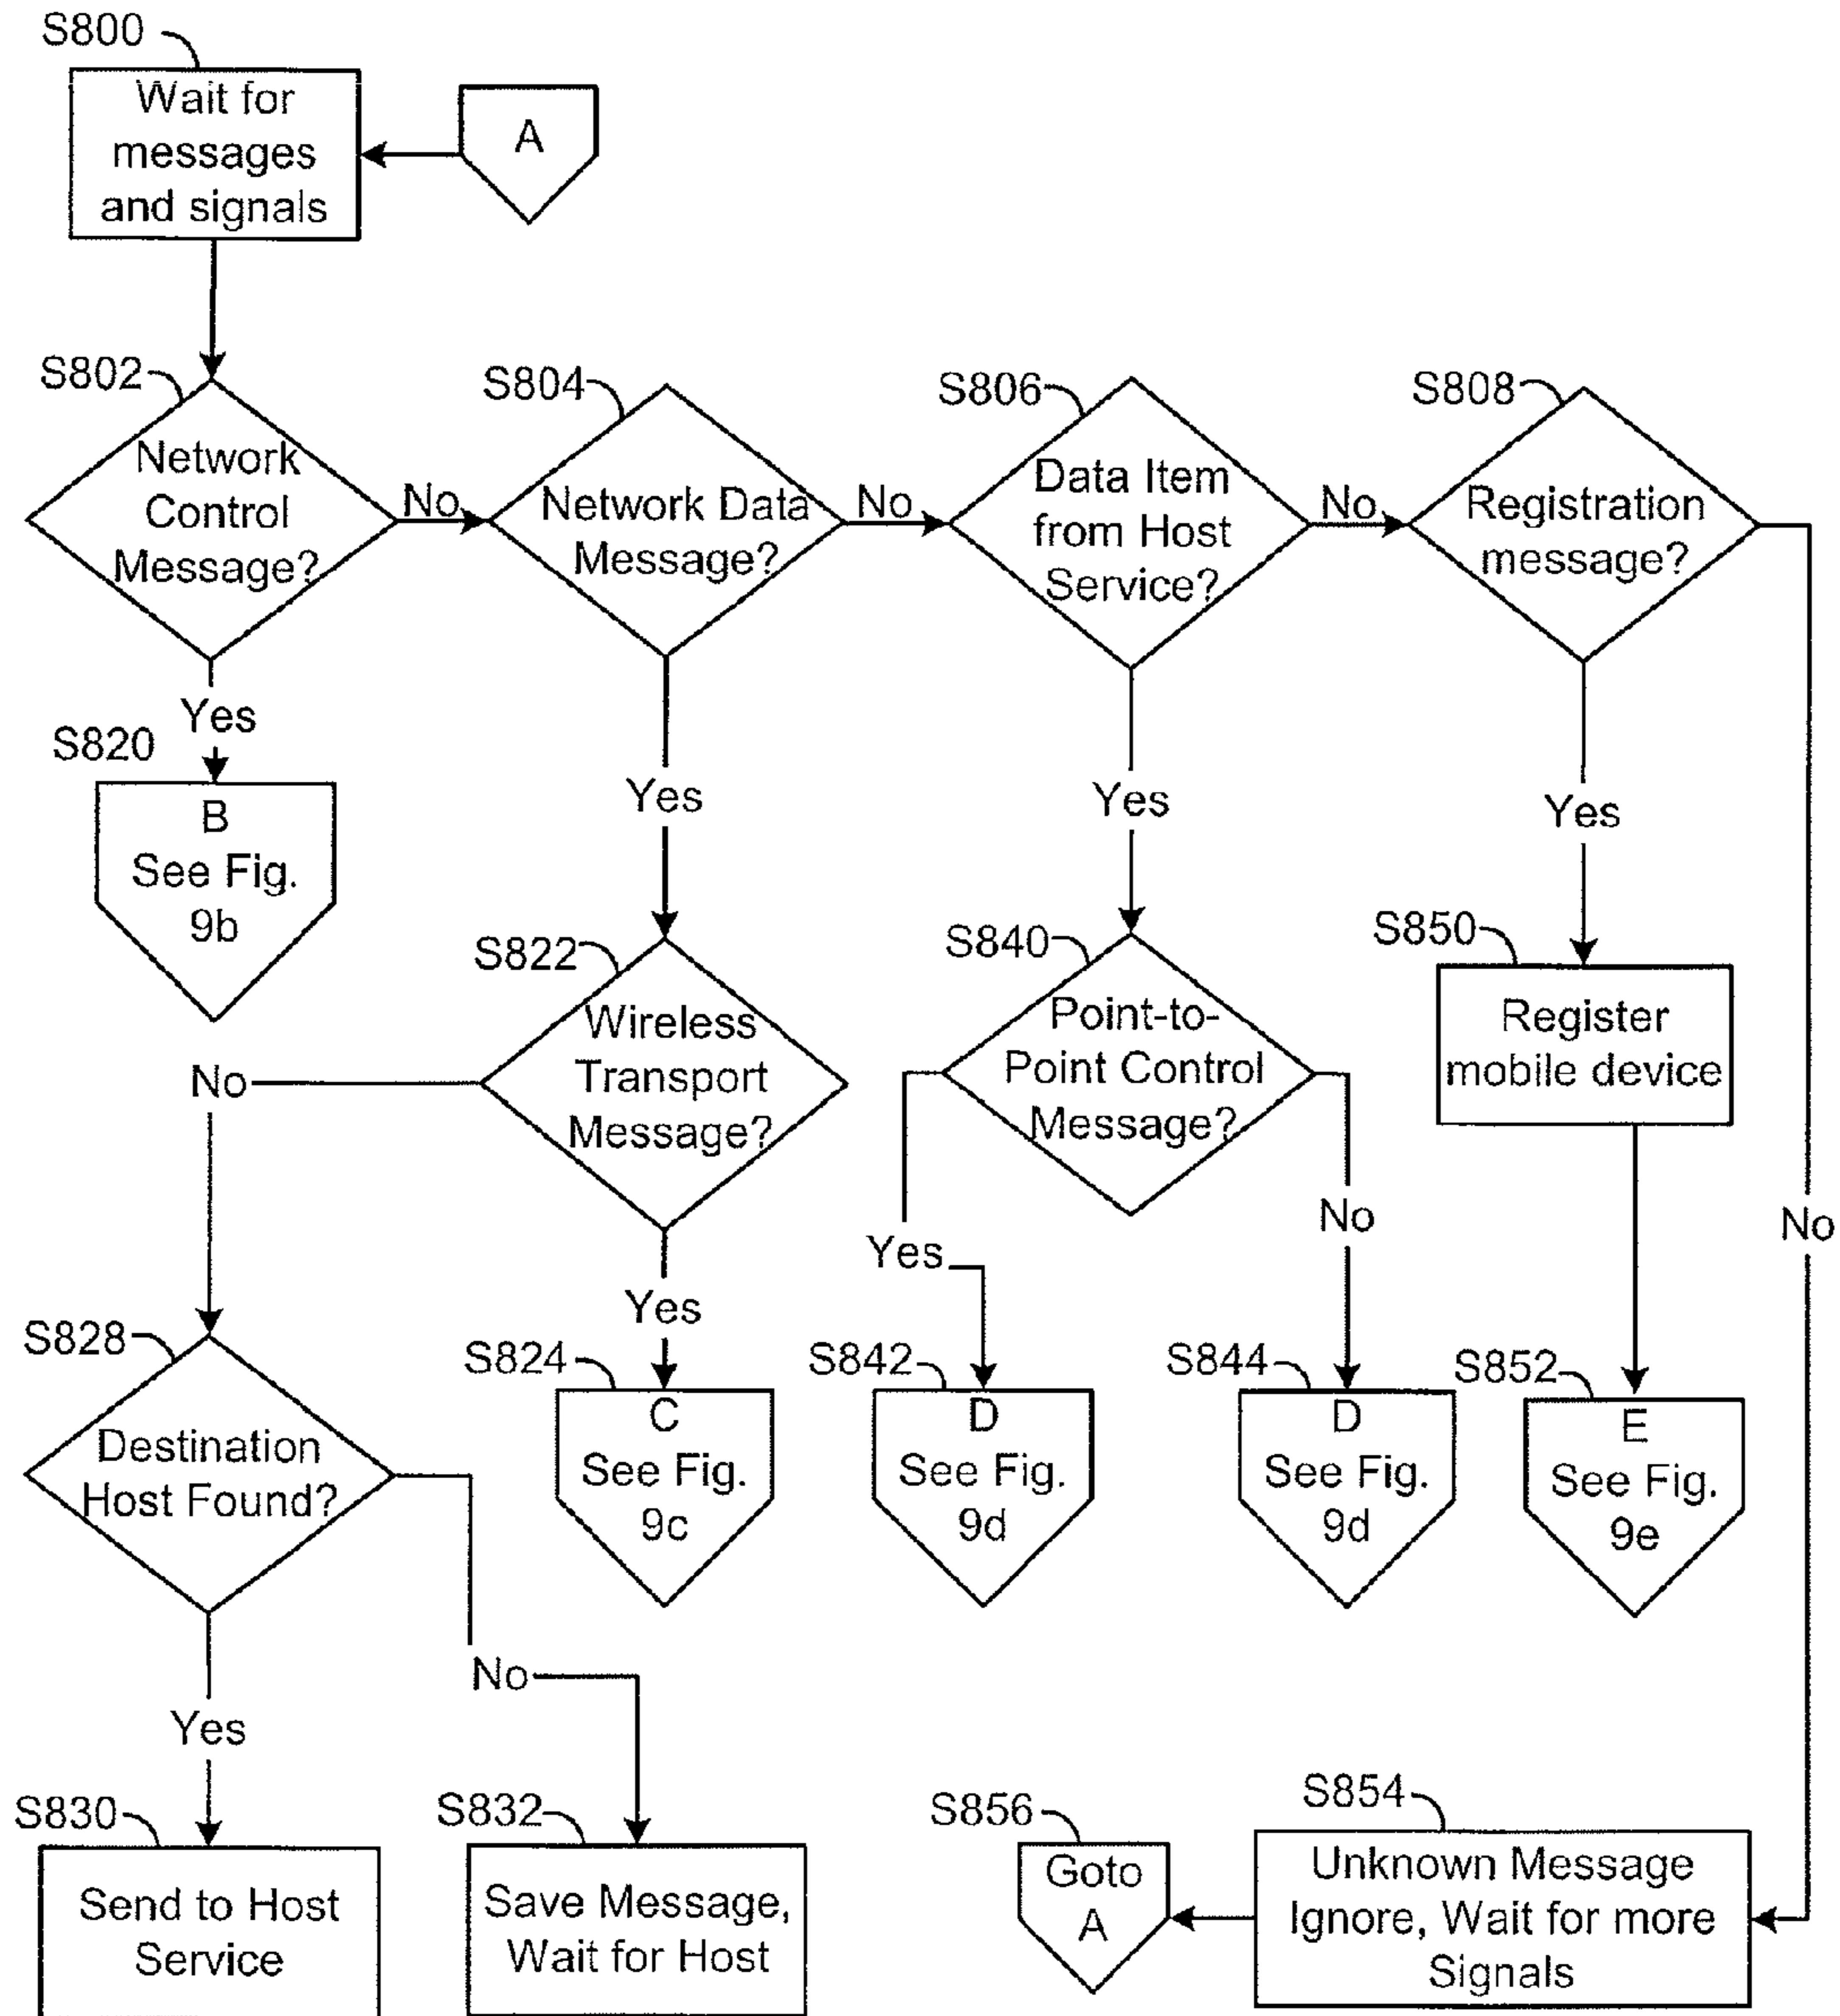 S800
Wait for
messages
and signals
A
S802
Network
Control
Message?
No
S804
Network Data
Message?
No
S806
Data Item
from Host
Service?
No
S808
Registration
message?
Yes
S820
B
See Fig.
9b
Yes
Yes
Yes
No
S822
Wireless
Transport
Message?
No
S840
Point-to-
Point Control
Message?
S850
Register
mobile device
Yes
Yes
No
S828
Destination
Host Found?
S824
C
See Fig.
9c
S842
D
See Fig.
9d
S844
D
See Fig.
9d
S852
E
See Fig.
9e
Yes
No
S830
Send to Host
Service
S832
Save Message,
Wait for Host
S856
Goto
A
S854
Unknown Message
Ignore, Wait for more
Signals